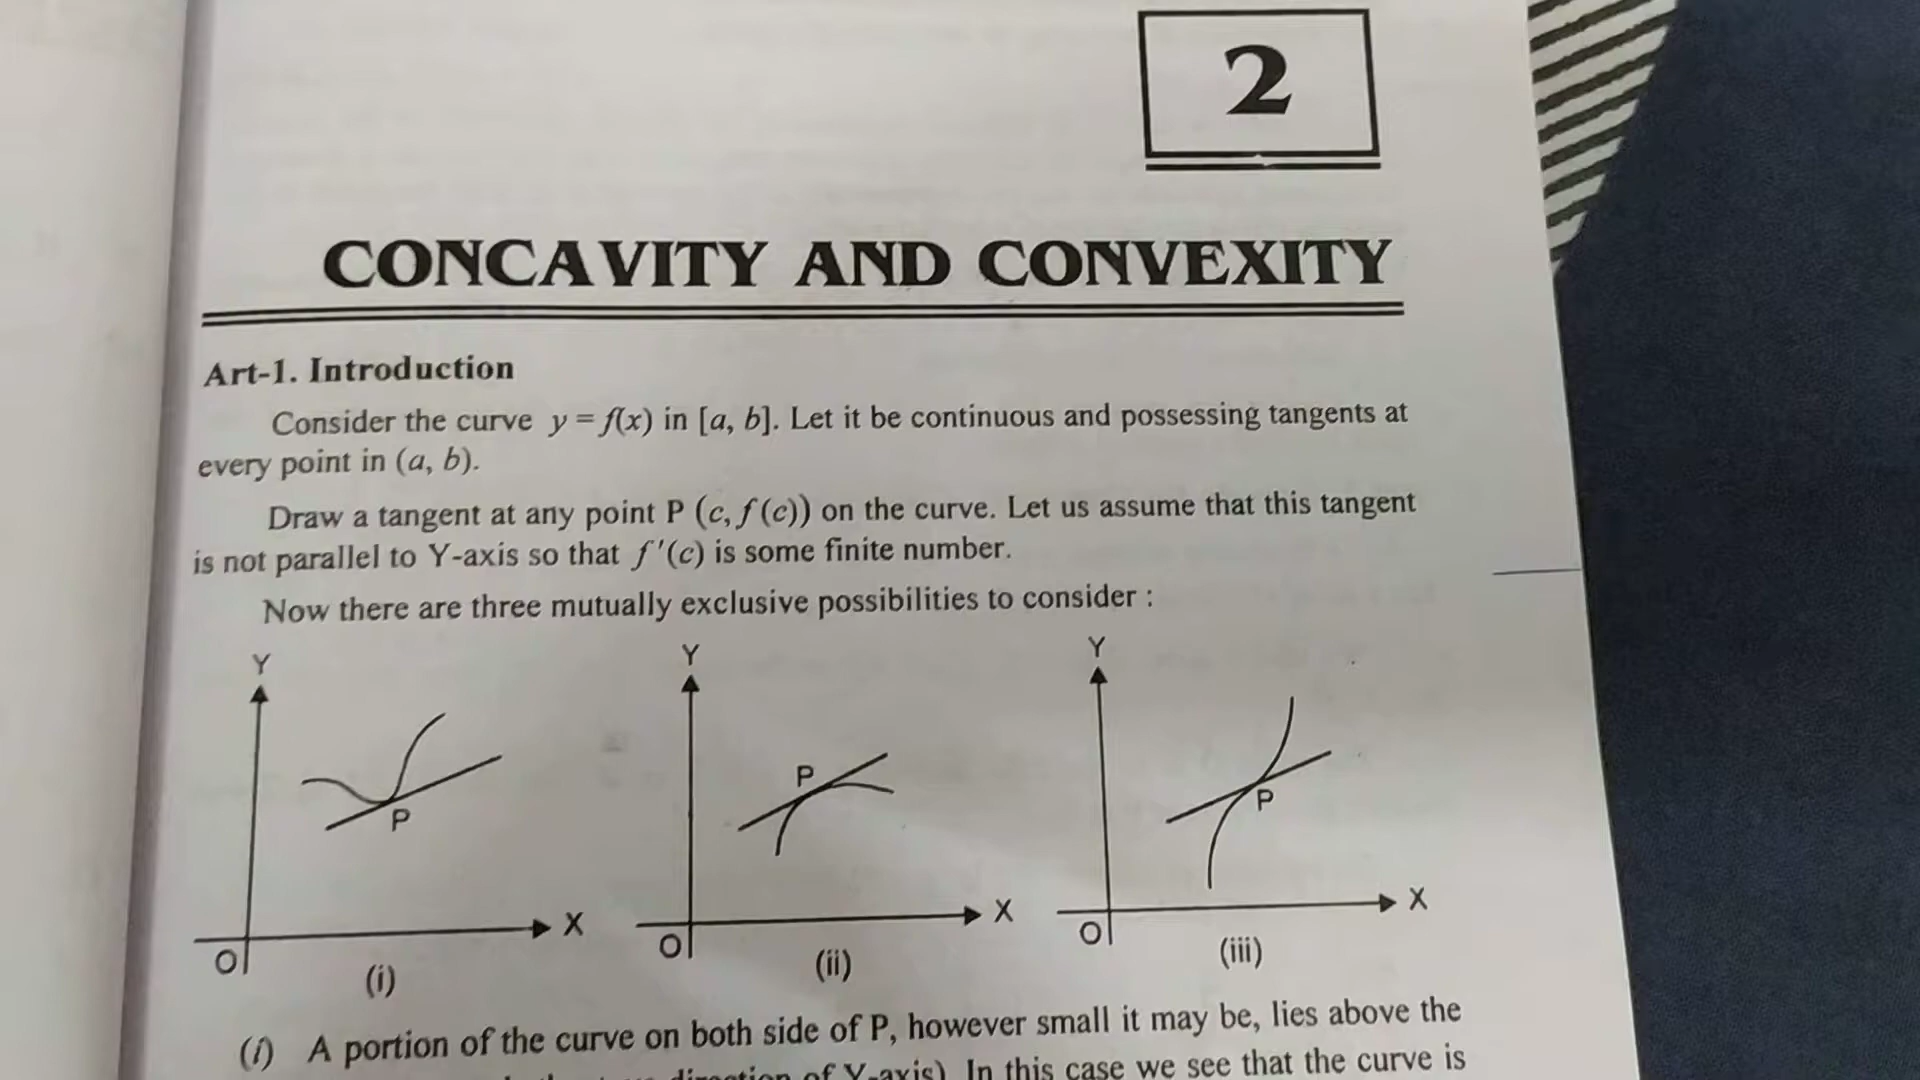 2
CONCAVITY AND CONVEXITY
Art-1. Introduction
Consider the curve y = f(x) in [a, b]. Let it be continuous and possessing tangents at
every point in (a, b).
Draw a tangent at any point P (c, f (c)) on the curve. Let us assume that this tangent
is not parallel to Y-axis so that f '(c) is some finite number.
Now there are three mutually exclusive possibilities to consider :
Y
P
X
O
(i)
Y
P
X
O
(ii)
Y
P
X
O
(iii)
(i) A portion of the curve on both side of P, however small it may be, lies above the
direction of Y-axis). In this case we see that the curve is